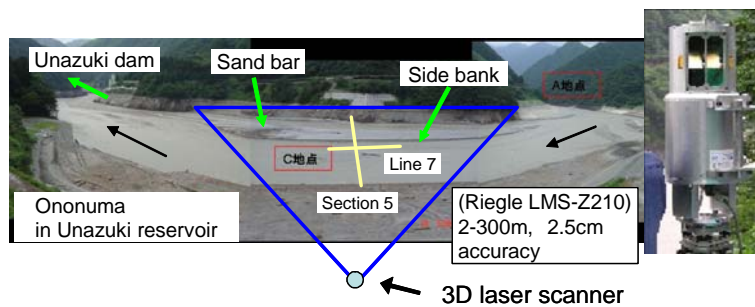 Unazuki dam
Sand bar
Side bank
A地点
C地点
Line 7
Section 5
Ononuma
in Unazuki reservoir
(Riegle LMS-Z210)
2-300m, 2.5cm
accuracy
3D laser scanner